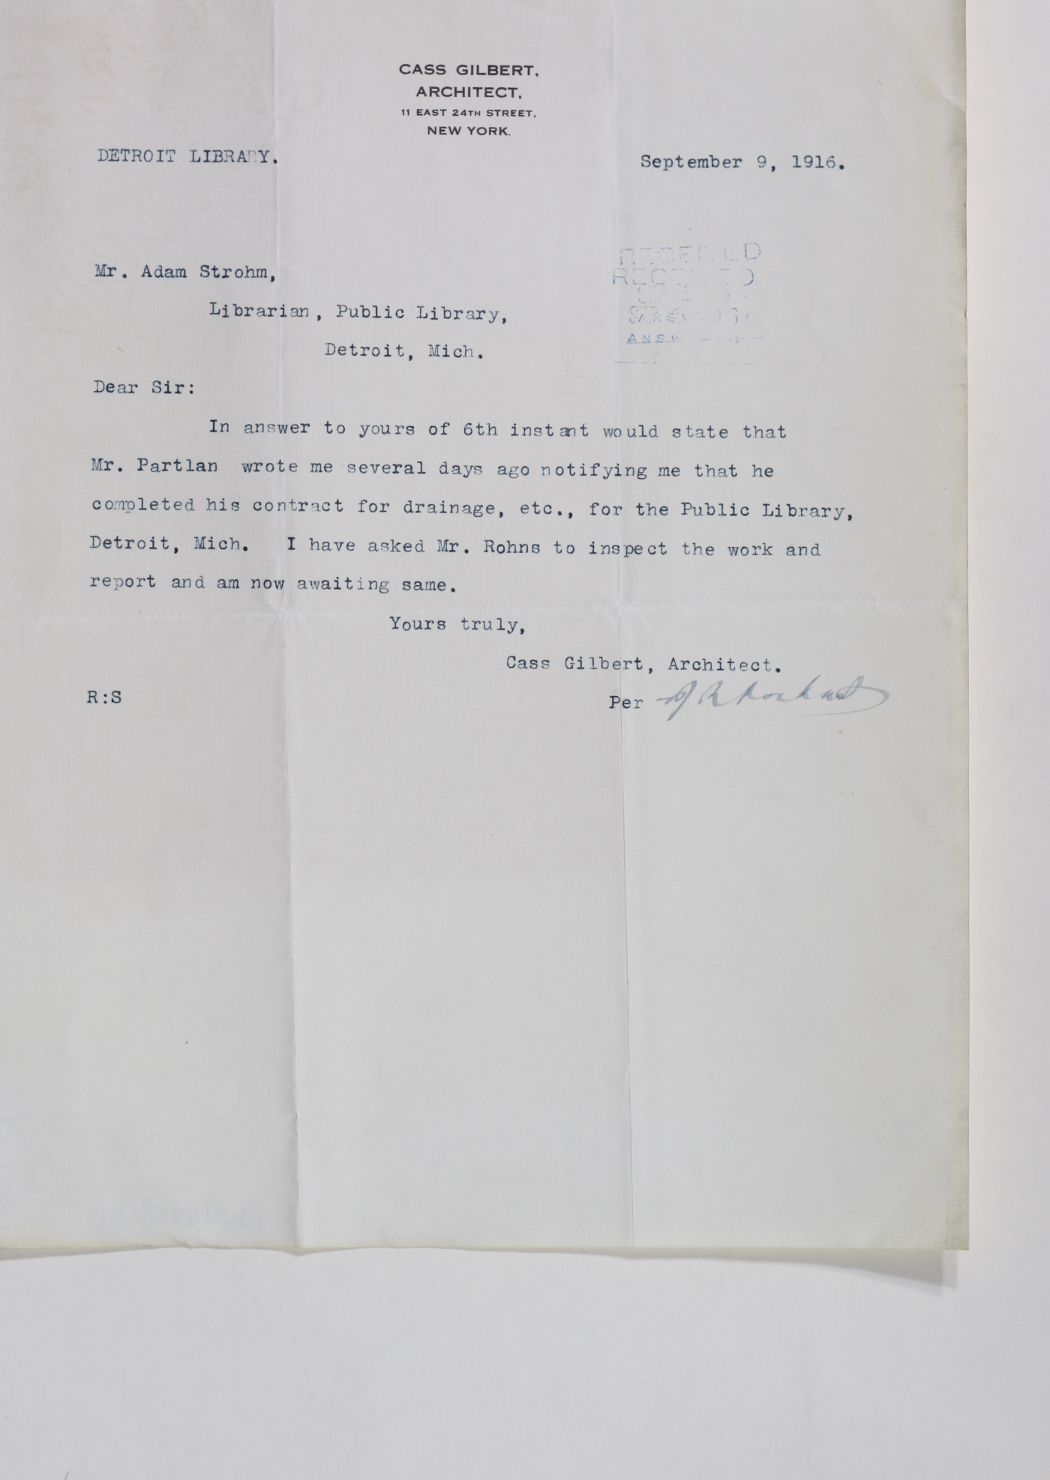 CASS GILBERT,
ARCHITECT,
11 EAST 24TH STREET,
NEW YORK.
DETROIT LIBRARY.
September 9, 1916.
RECEIVED
RECEIVED
Mr. Adam Strohm,
Librarian, Public Library,
Detroit, Mich.
Dear Sir:
In answer to yours of 6th instant would state that
Mr. Partlan wrote me several days ago notifying me that he
completed his contract for drainage, etc., for the Public Library,
Detroit, Mich. I have asked Mr. Rohns to inspect the work and
report and am now awaiting same.
Yours truly,
Cass Gilbert, Architect.
R:S
Per